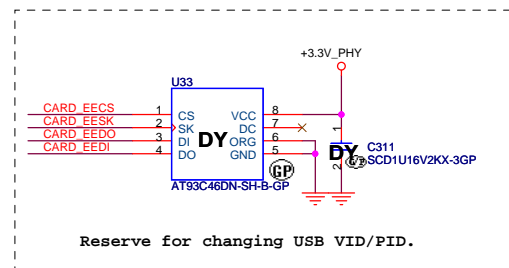 +3.3V_PHY
U33
CARD_EECS 1 CS VCC 8
CARD_EESK 2 SK DC 7
CARD_EEDO 3 DI ORG 6
CARD_EEDI 4 DO GND 5
DY
GP
AT93C46DN-SH-B-GP
1
2
DY
GP
C311
SCD1U16V2KX-3GP
Reserve for changing USB VID/PID.